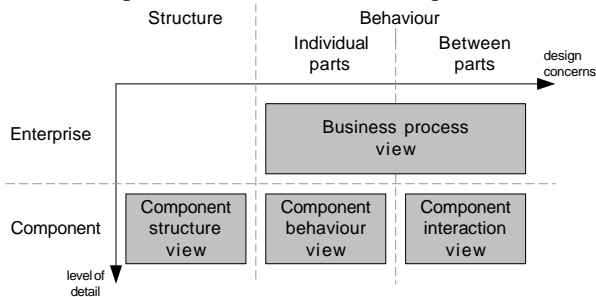 Structure
Behaviour
Individual
parts
Between
parts
design
concerns
Enterprise
Business process
view
Component
Component
structure
view
Component
behaviour
view
Component
interaction
view
level of
detail